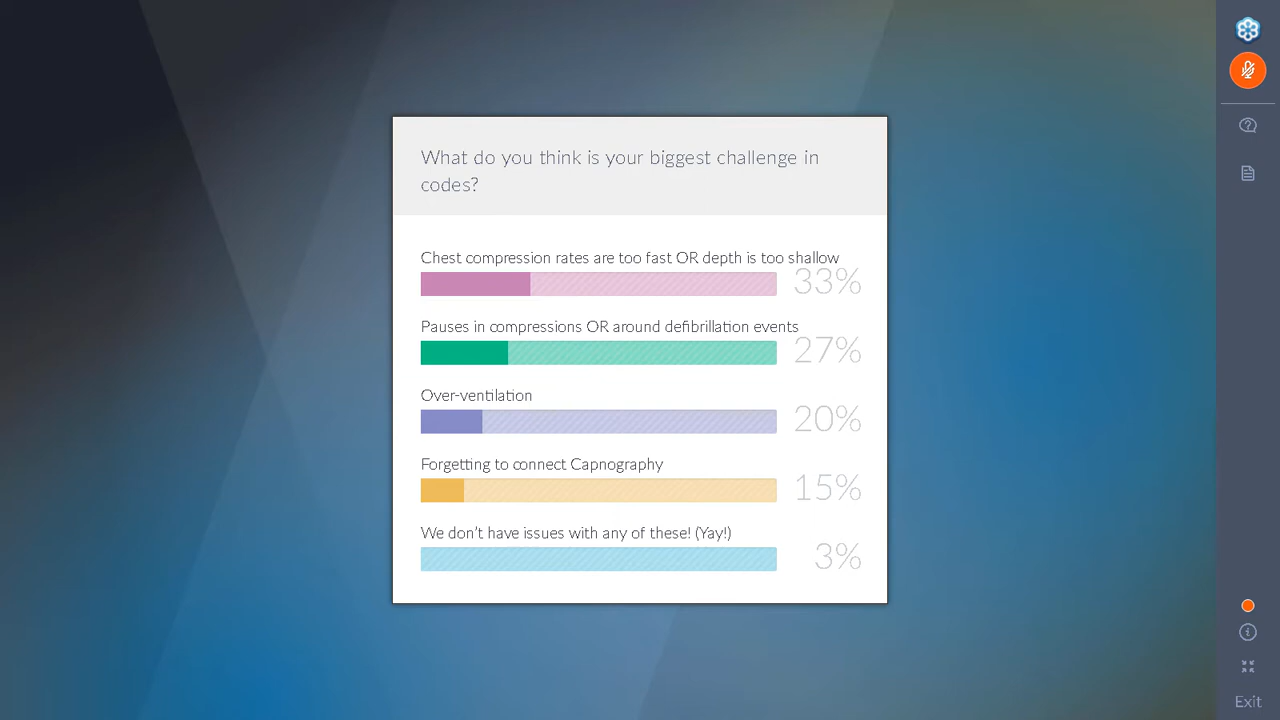 What do you think is your biggest challenge in
codes?
Chest compression rates are too fast OR depth is too shallow
33%
Pauses in compressions OR around defibrillation events
27%
Over-ventilation
20%
Forgetting to connect Capnography
15%
We don't have issues with any of these! (Yay!)
3%
Exit